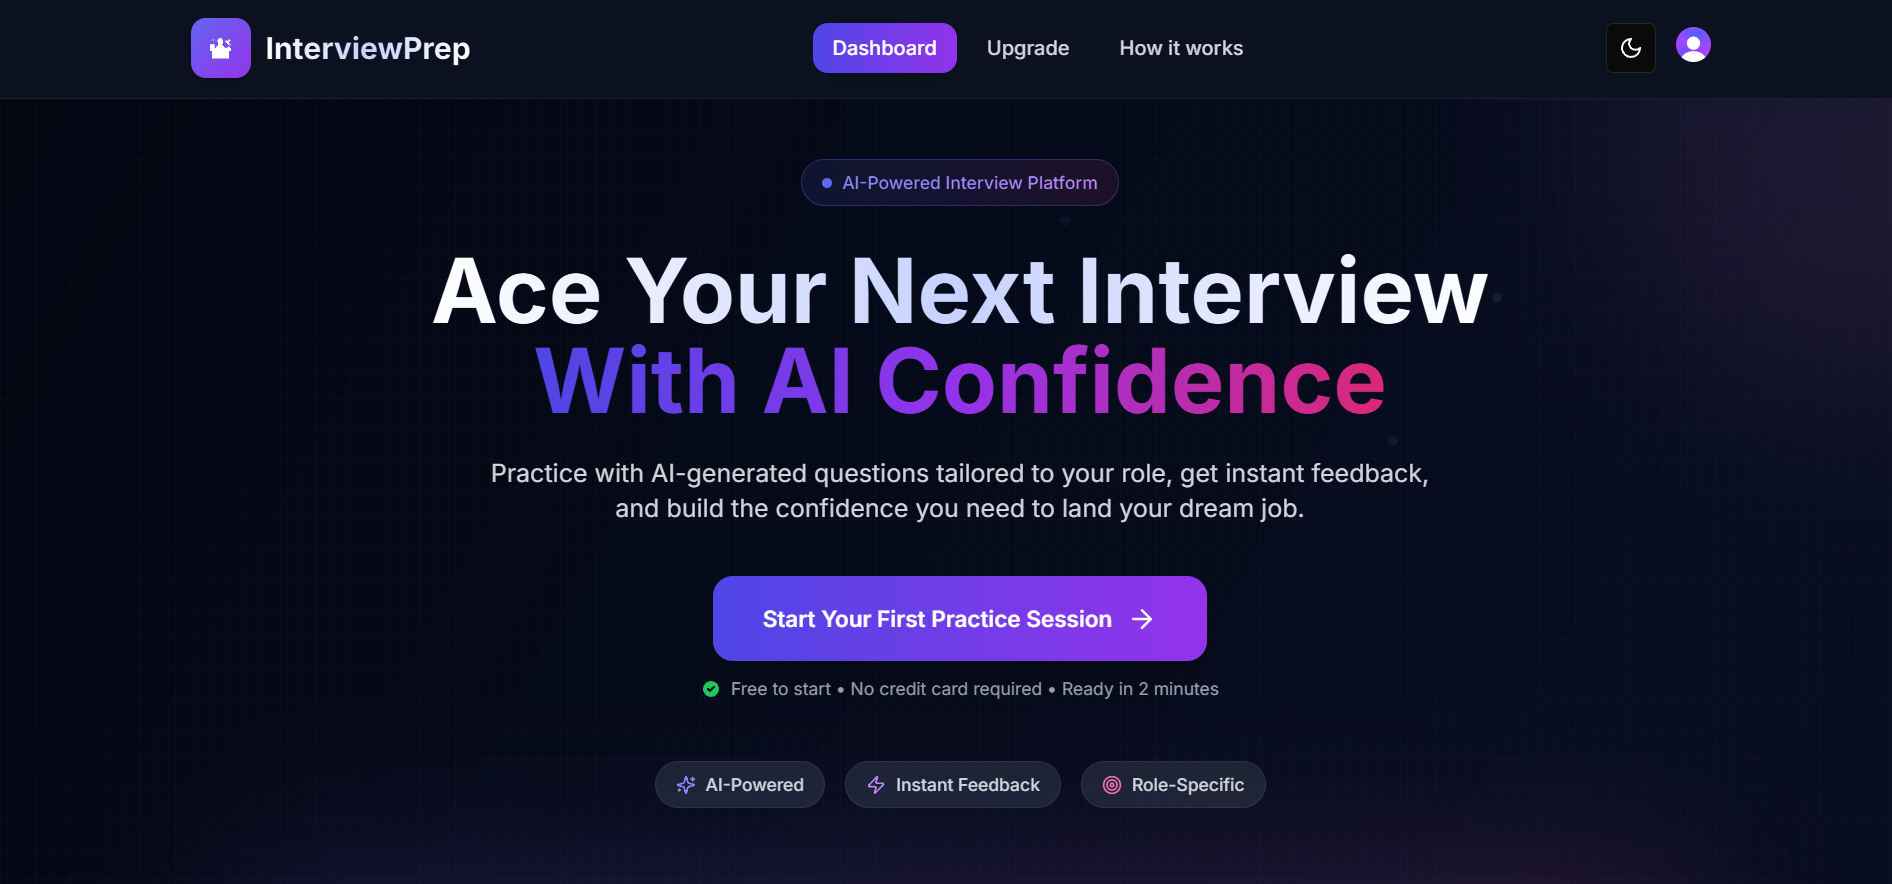 InterviewPrep
Dashboard
Upgrade
How it works
AI-Powered Interview Platform
Ace Your Next Interview
With AI Confidence
Practice with AI-generated questions tailored to your role, get instant feedback,
and build the confidence you need to land your dream job.
Start Your First Practice Session
Free to start • No credit card required • Ready in 2 minutes
AI-Powered
Instant Feedback
Role-Specific